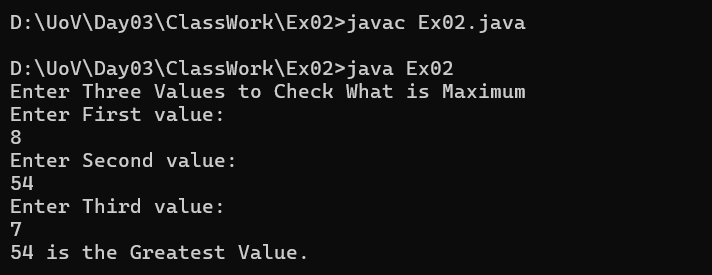 D:\UoV\Day03\ClassWork\Ex02>javac Ex02.java
D:\UoV\Day03\ClassWork\Ex02>java Ex02
Enter Three Values to Check What is Maximum
Enter First value:
8
Enter Second value:
54
Enter Third value:
7
54 is the Greatest Value.